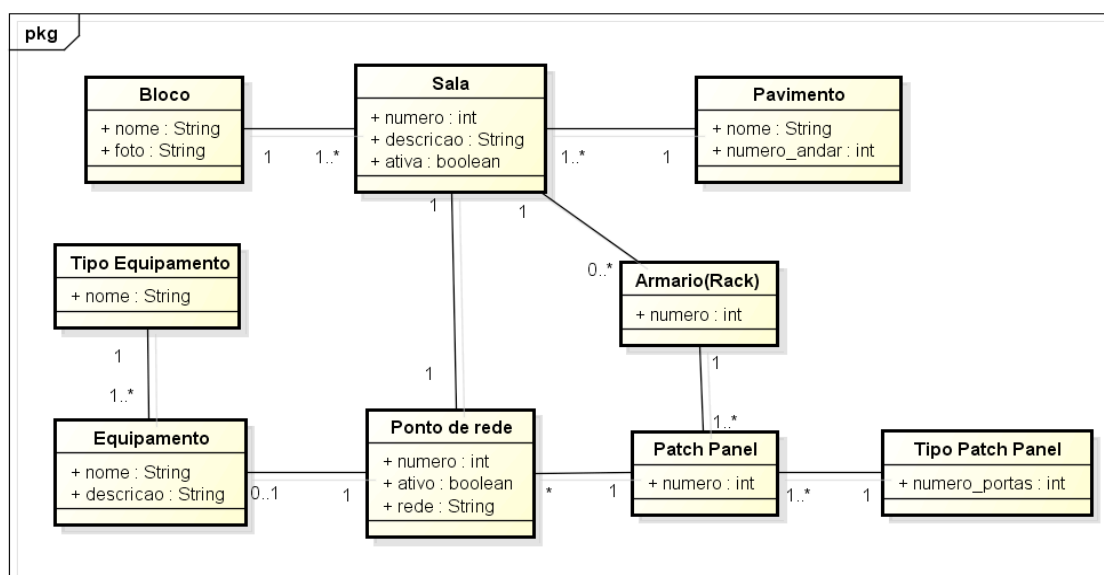 pkg
Bloco
+ nome : String
+ foto : String
1
1..*
Sala
+ numero : int
+ descricao : String
+ ativa : boolean
1..*
1
Pavimento
+ nome : String
+ numero_andar : int
1
1
0..*
Tipo Equipamento
+ nome : String
1
1..*
Armario(Rack)
+ numero : int
1
1..*
1
Equipamento
+ nome : String
+ descricao : String
0..1
1
Ponto de rede
+ numero : int
+ ativo : boolean
+ rede : String
*
1
Patch Panel
+ numero : int
1..*
1
Tipo Patch Panel
+ numero_portas : int